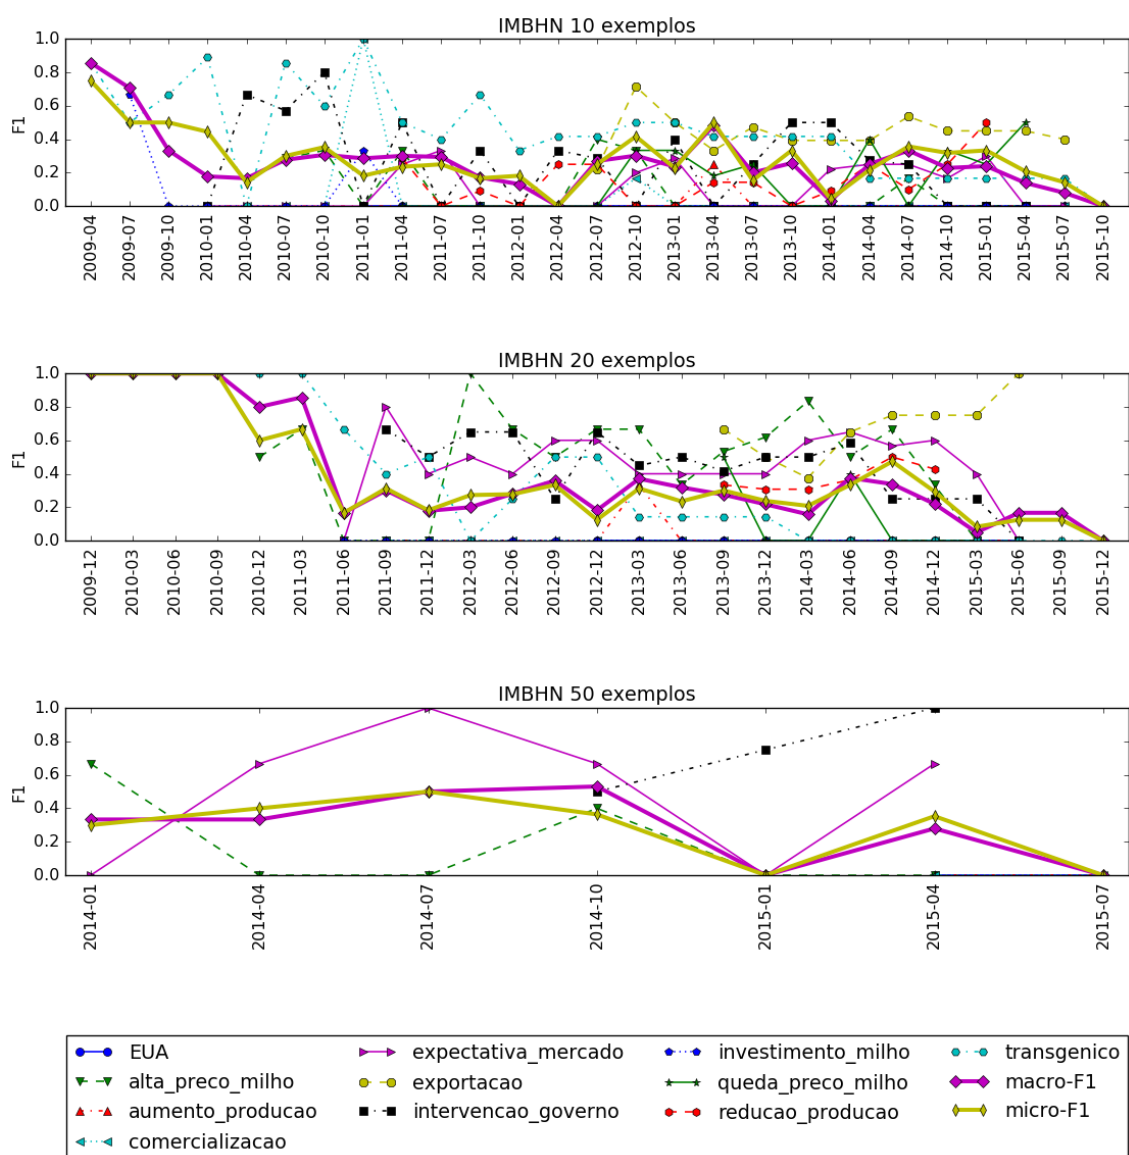 IMBHN 10 exemplos
F1
1.0
0.8
0.6
0.4
0.2
0.0
2009-04 2009-07 2009-10 2010-01 2010-04 2010-07 2010-10 2011-01 2011-04 2011-07 2011-10 2012-01 2012-04 2012-07 2012-10 2013-01 2013-04 2013-07 2013-10 2014-01 2014-04 2014-07 2014-10 2015-01 2015-04 2015-07 2015-10
IMBHN 20 exemplos
F1
1.0
0.8
0.6
0.4
0.2
0.0
2009-12 2010-03 2010-06 2010-09 2010-12 2011-03 2011-06 2011-09 2011-12 2012-03 2012-06 2012-09 2012-12 2013-03 2013-06 2013-09 2013-12 2014-03 2014-06 2014-09 2014-12 2015-03 2015-06 2015-09 2015-12
IMBHN 50 exemplos
F1
1.0
0.8
0.6
0.4
0.2
0.0
2014-01 2014-04 2014-07 2014-10 2015-01 2015-04 2015-07
EUA expectativa_mercado investimento_milho transgenico
alta_preco_milho exportacao queda_preco_milho macro-F1
aumento_producao intervencao_governo reducao_producao micro-F1
comercializacao